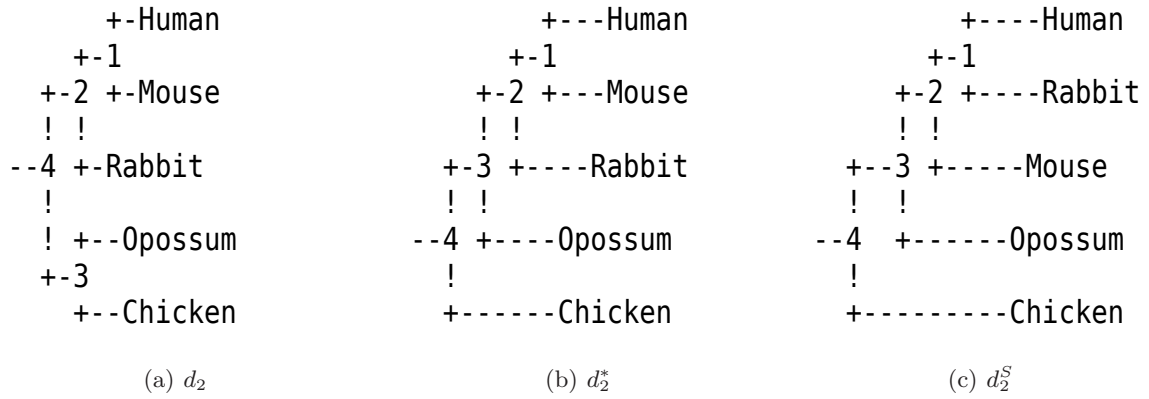 +-Human +---Human +----Human
+-1 +-1 +-1
+-2 +-Mouse +-2 +---Mouse +-2 +----Rabbit
! ! ! ! ! !
--4 +-Rabbit +-3 +----Rabbit +--3 +-----Mouse
! ! ! ! !
! +--Opossum --4 +----Opossum --4 +------Opossum
+-3 ! !
+--Chicken +------Chicken +---------Chicken
(a) d₂ (b) d₂* (c) d₂ˢ